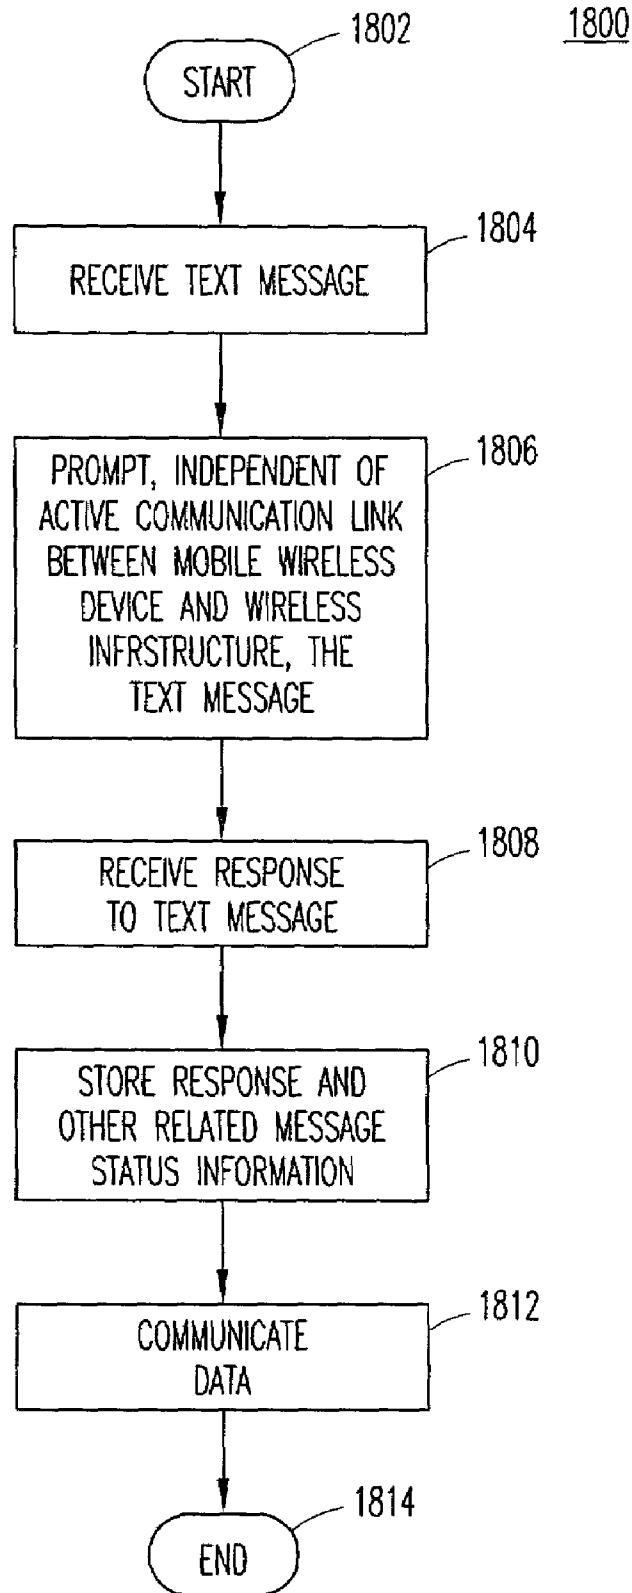 1800
1802
START
1804
RECEIVE TEXT MESSAGE
1806
PROMPT, INDEPENDENT OF
ACTIVE COMMUNICATION LINK
BETWEEN MOBILE WIRELESS
DEVICE AND WIRELESS
INFRSTRUCTURE, THE
TEXT MESSAGE
1808
RECEIVE RESPONSE
TO TEXT MESSAGE
1810
STORE RESPONSE AND
OTHER RELATED MESSAGE
STATUS INFORMATION
1812
COMMUNICATE
DATA
1814
END